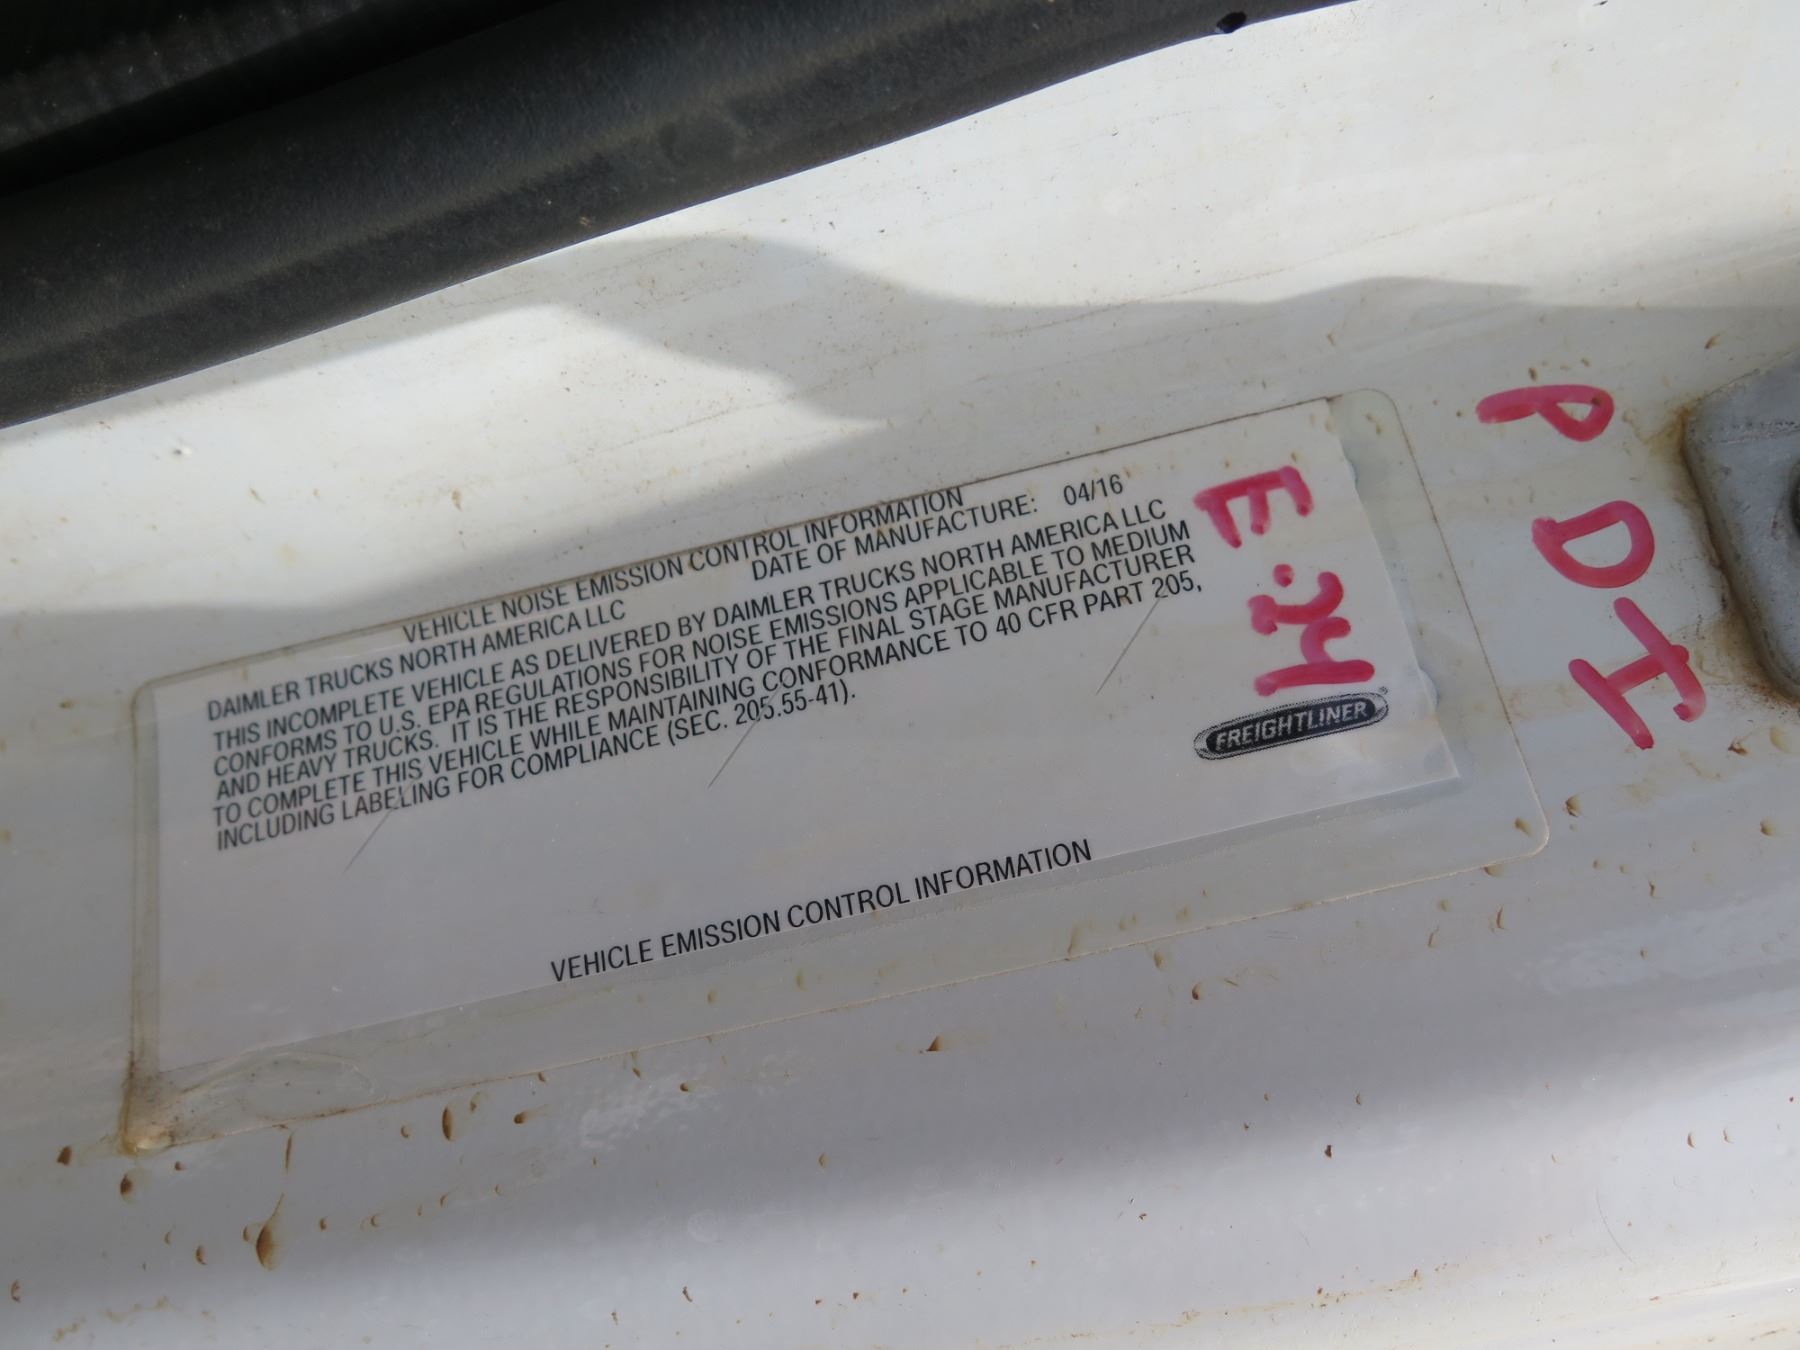 VEHICLE NOISE EMISSION CONTROL INFORMATION
DAIMLER TRUCKS NORTH AMERICA LLC DATE OF MANUFACTURE: 04/16
THIS INCOMPLETE VEHICLE AS DELIVERED BY DAIMLER TRUCKS NORTH AMERICA LLC
CONFORMS TO U.S. EPA REGULATIONS FOR NOISE EMISSIONS APPLICABLE TO MEDIUM
AND HEAVY TRUCKS. IT IS THE RESPONSIBILITY OF THE FINAL STAGE MANUFACTURER
TO COMPLETE THIS VEHICLE WHILE MAINTAINING CONFORMANCE TO 40 CFR PART 205,
INCLUDING LABELING FOR COMPLIANCE (SEC. 205.55-41).
FREIGHTLINER®
VEHICLE EMISSION CONTROL INFORMATION
E.24
PDI